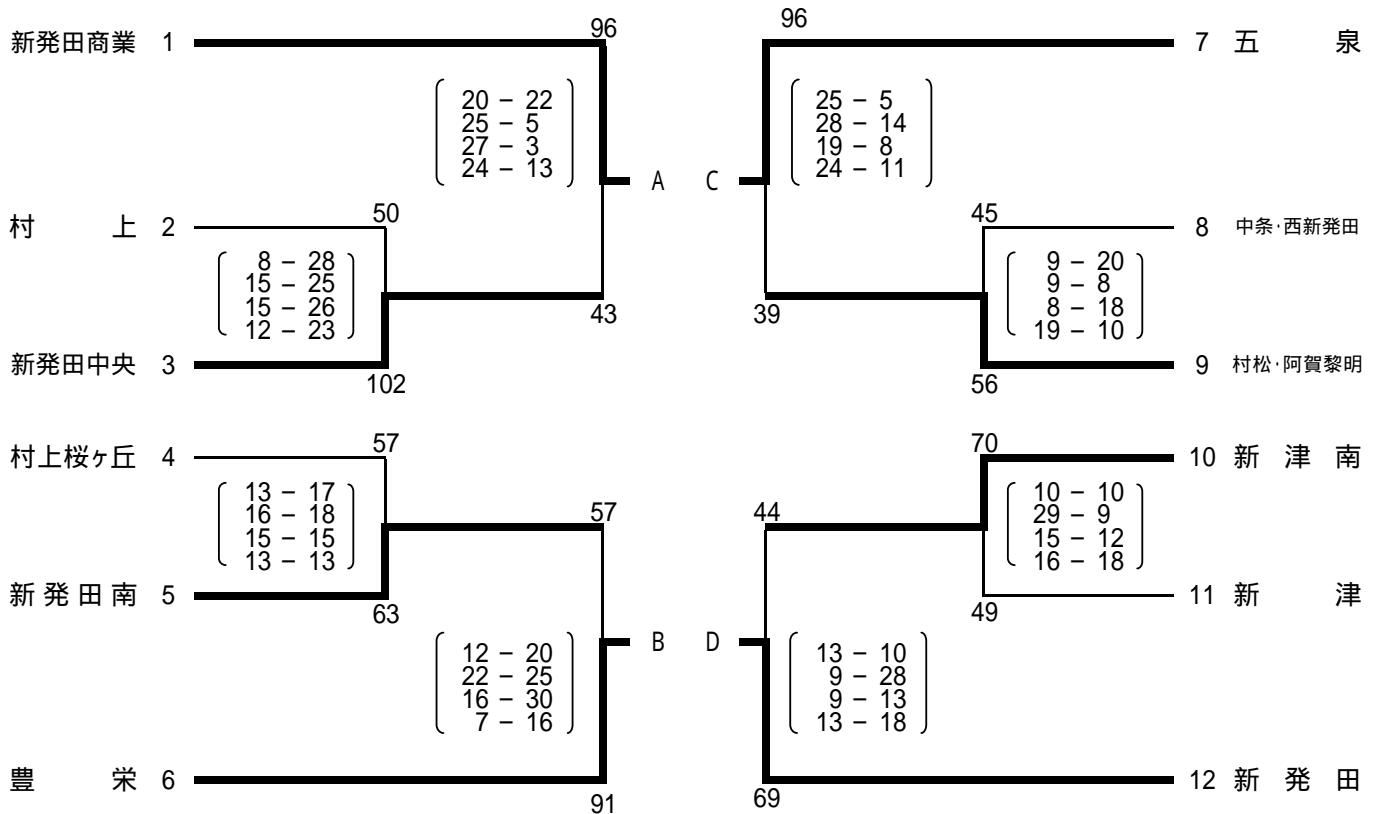 96 96
新発田商業 1 7 五 泉
20 - 22
25 - 5
27 - 3
24 - 13
25 - 5
28 - 14
19 - 8
24 - 11
A C
50 45
村 上 2 8 中条·西新発田
8 - 28
15 - 25
15 - 26
12 - 23
9 - 20
9 - 8
8 - 18
19 - 10
43 39
新発田中央 3 9 村松·阿賀黎明
102 56
57 70
村上桜ヶ丘 4 10 新 津 南
13 - 17
16 - 18
15 - 15
13 - 13
10 - 10
29 - 9
15 - 12
16 - 18
57 44
新発田南 5 11 新 津
63 49
B D
12 - 20
22 - 25
16 - 30
7 - 16
13 - 10
9 - 28
9 - 13
13 - 18
豊 栄 6 12 新 発 田
91 69